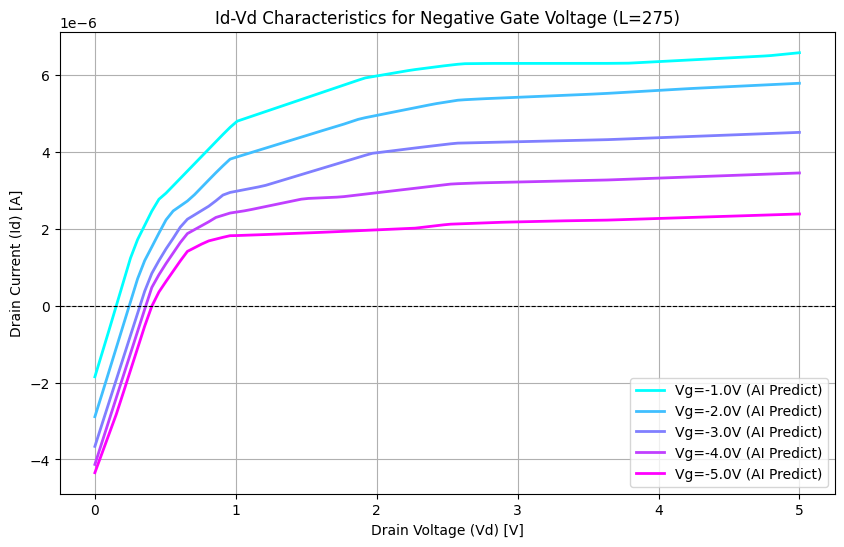 Id-Vd Characteristics for Negative Gate Voltage (L=275)
1e−6
6
4
2
0
−2
−4
Drain Current (Id) [A]
0 1 2 3 4 5
Drain Voltage (Vd) [V]
Vg=-1.0V (AI Predict)
Vg=-2.0V (AI Predict)
Vg=-3.0V (AI Predict)
Vg=-4.0V (AI Predict)
Vg=-5.0V (AI Predict)